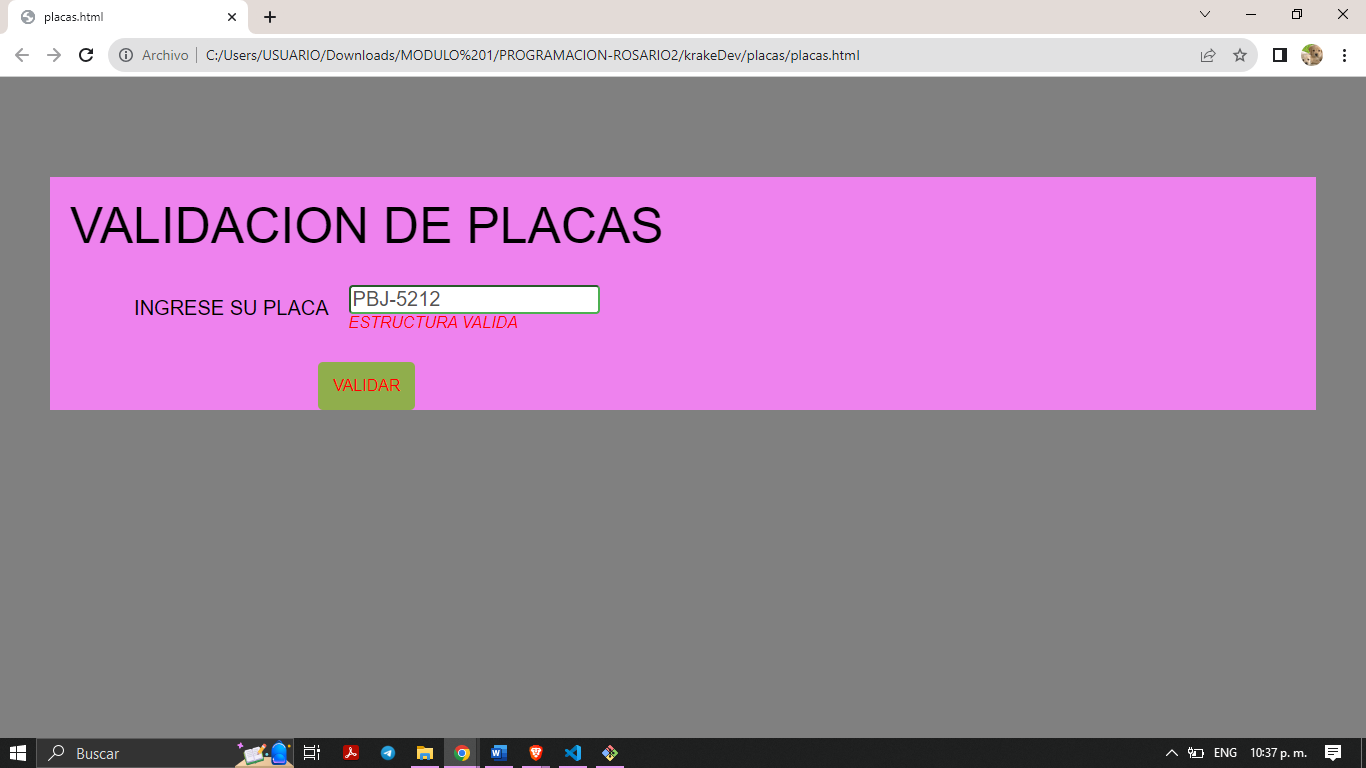 placas.html
Archivo C:/Users/USUARIO/Downloads/MODULO%201/PROGRAMACION-ROSARIO2/krakeDev/placas/placas.html
VALIDACION DE PLACAS
INGRESE SU PLACA PBJ-5212
ESTRUCTURA VALIDA
VALIDAR
Buscar ENG 10:37 p. m.